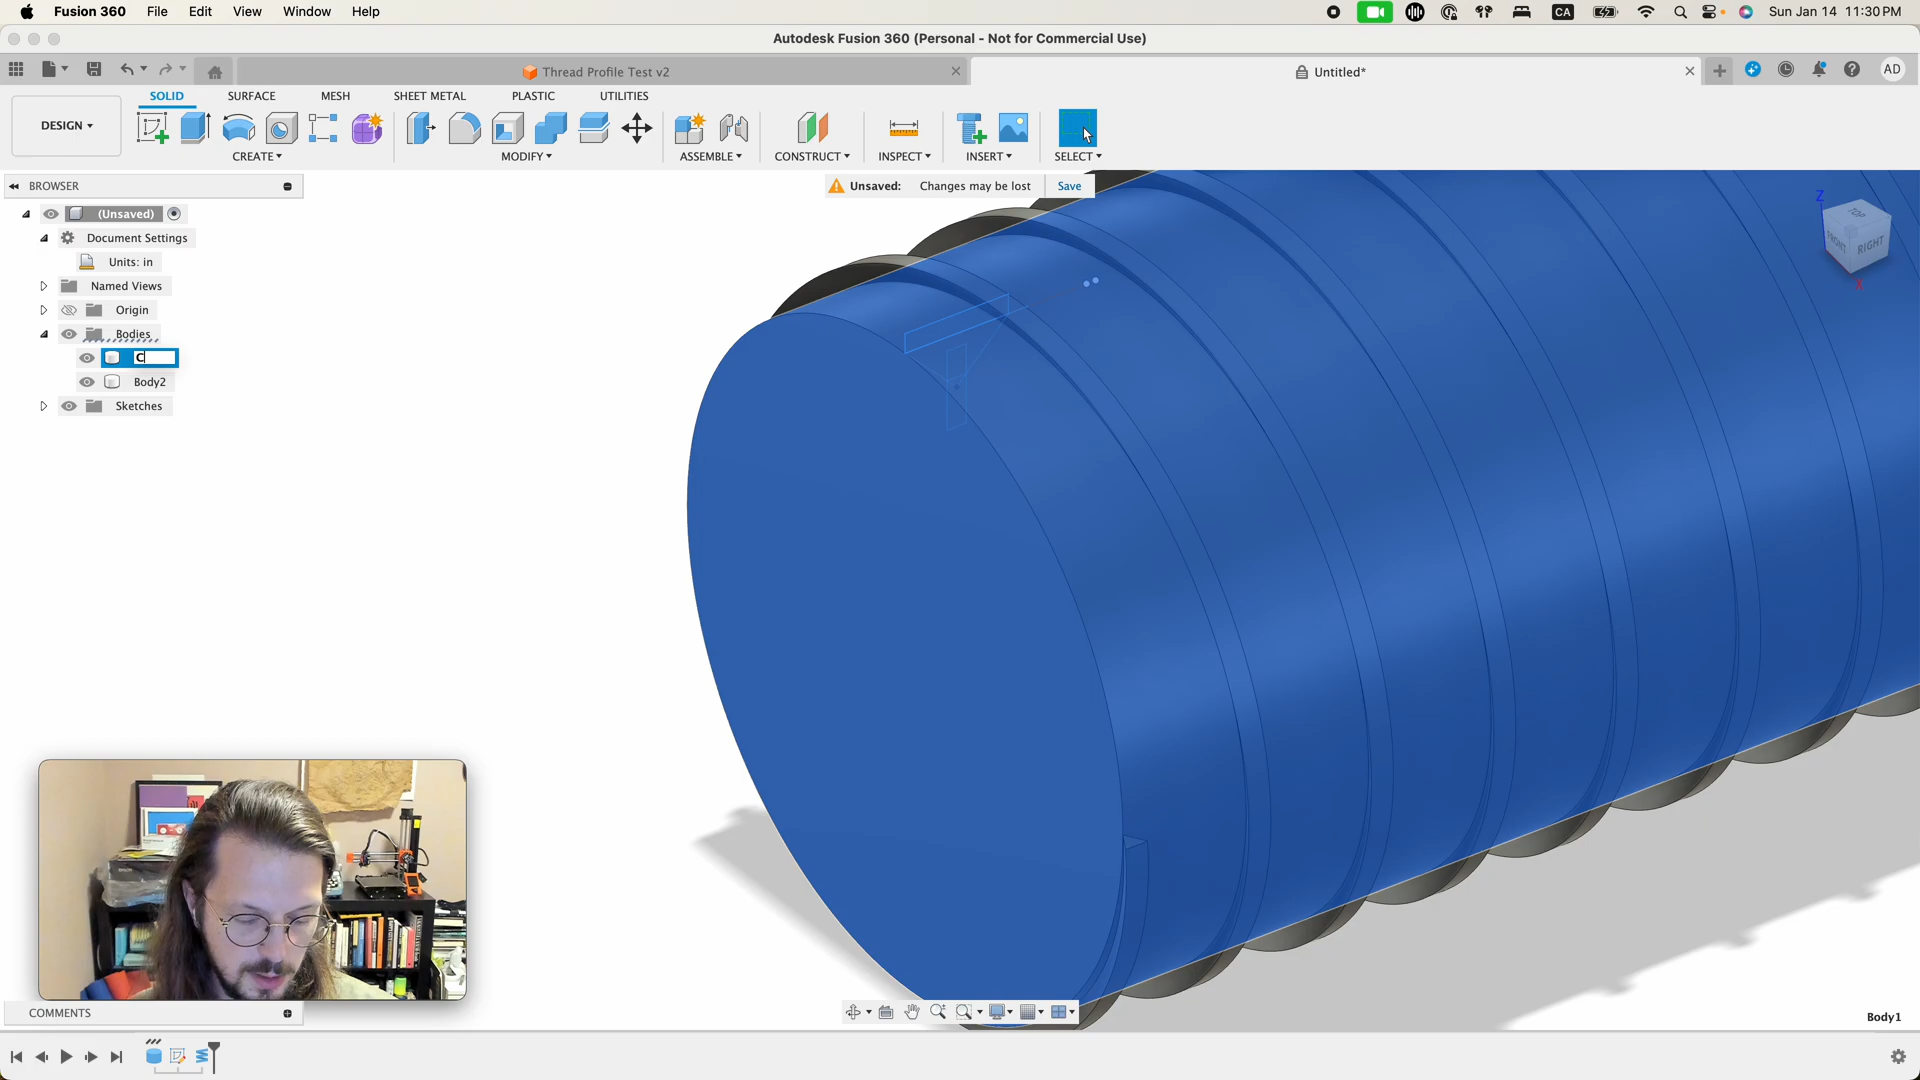 Fusion 360 File Edit View Window Help CA Sun Jan 14 11:30 PM
Autodesk Fusion 360 (Personal - Not for Commercial Use)
Thread Profile Test v2
Untitled*
AD
SOLID SURFACE MESH SHEET METAL PLASTIC UTILITIES
DESIGN
CREATE MODIFY ASSEMBLE CONSTRUCT INSPECT INSERT SELECT
BROWSER
Unsaved: Changes may be lost Save
(Unsaved)
Document Settings
Units: in
Named Views
Origin
Bodies
C
Body2
Sketches
Z
TOP
FRONT
RIGHT
X
COMMENTS
Body1